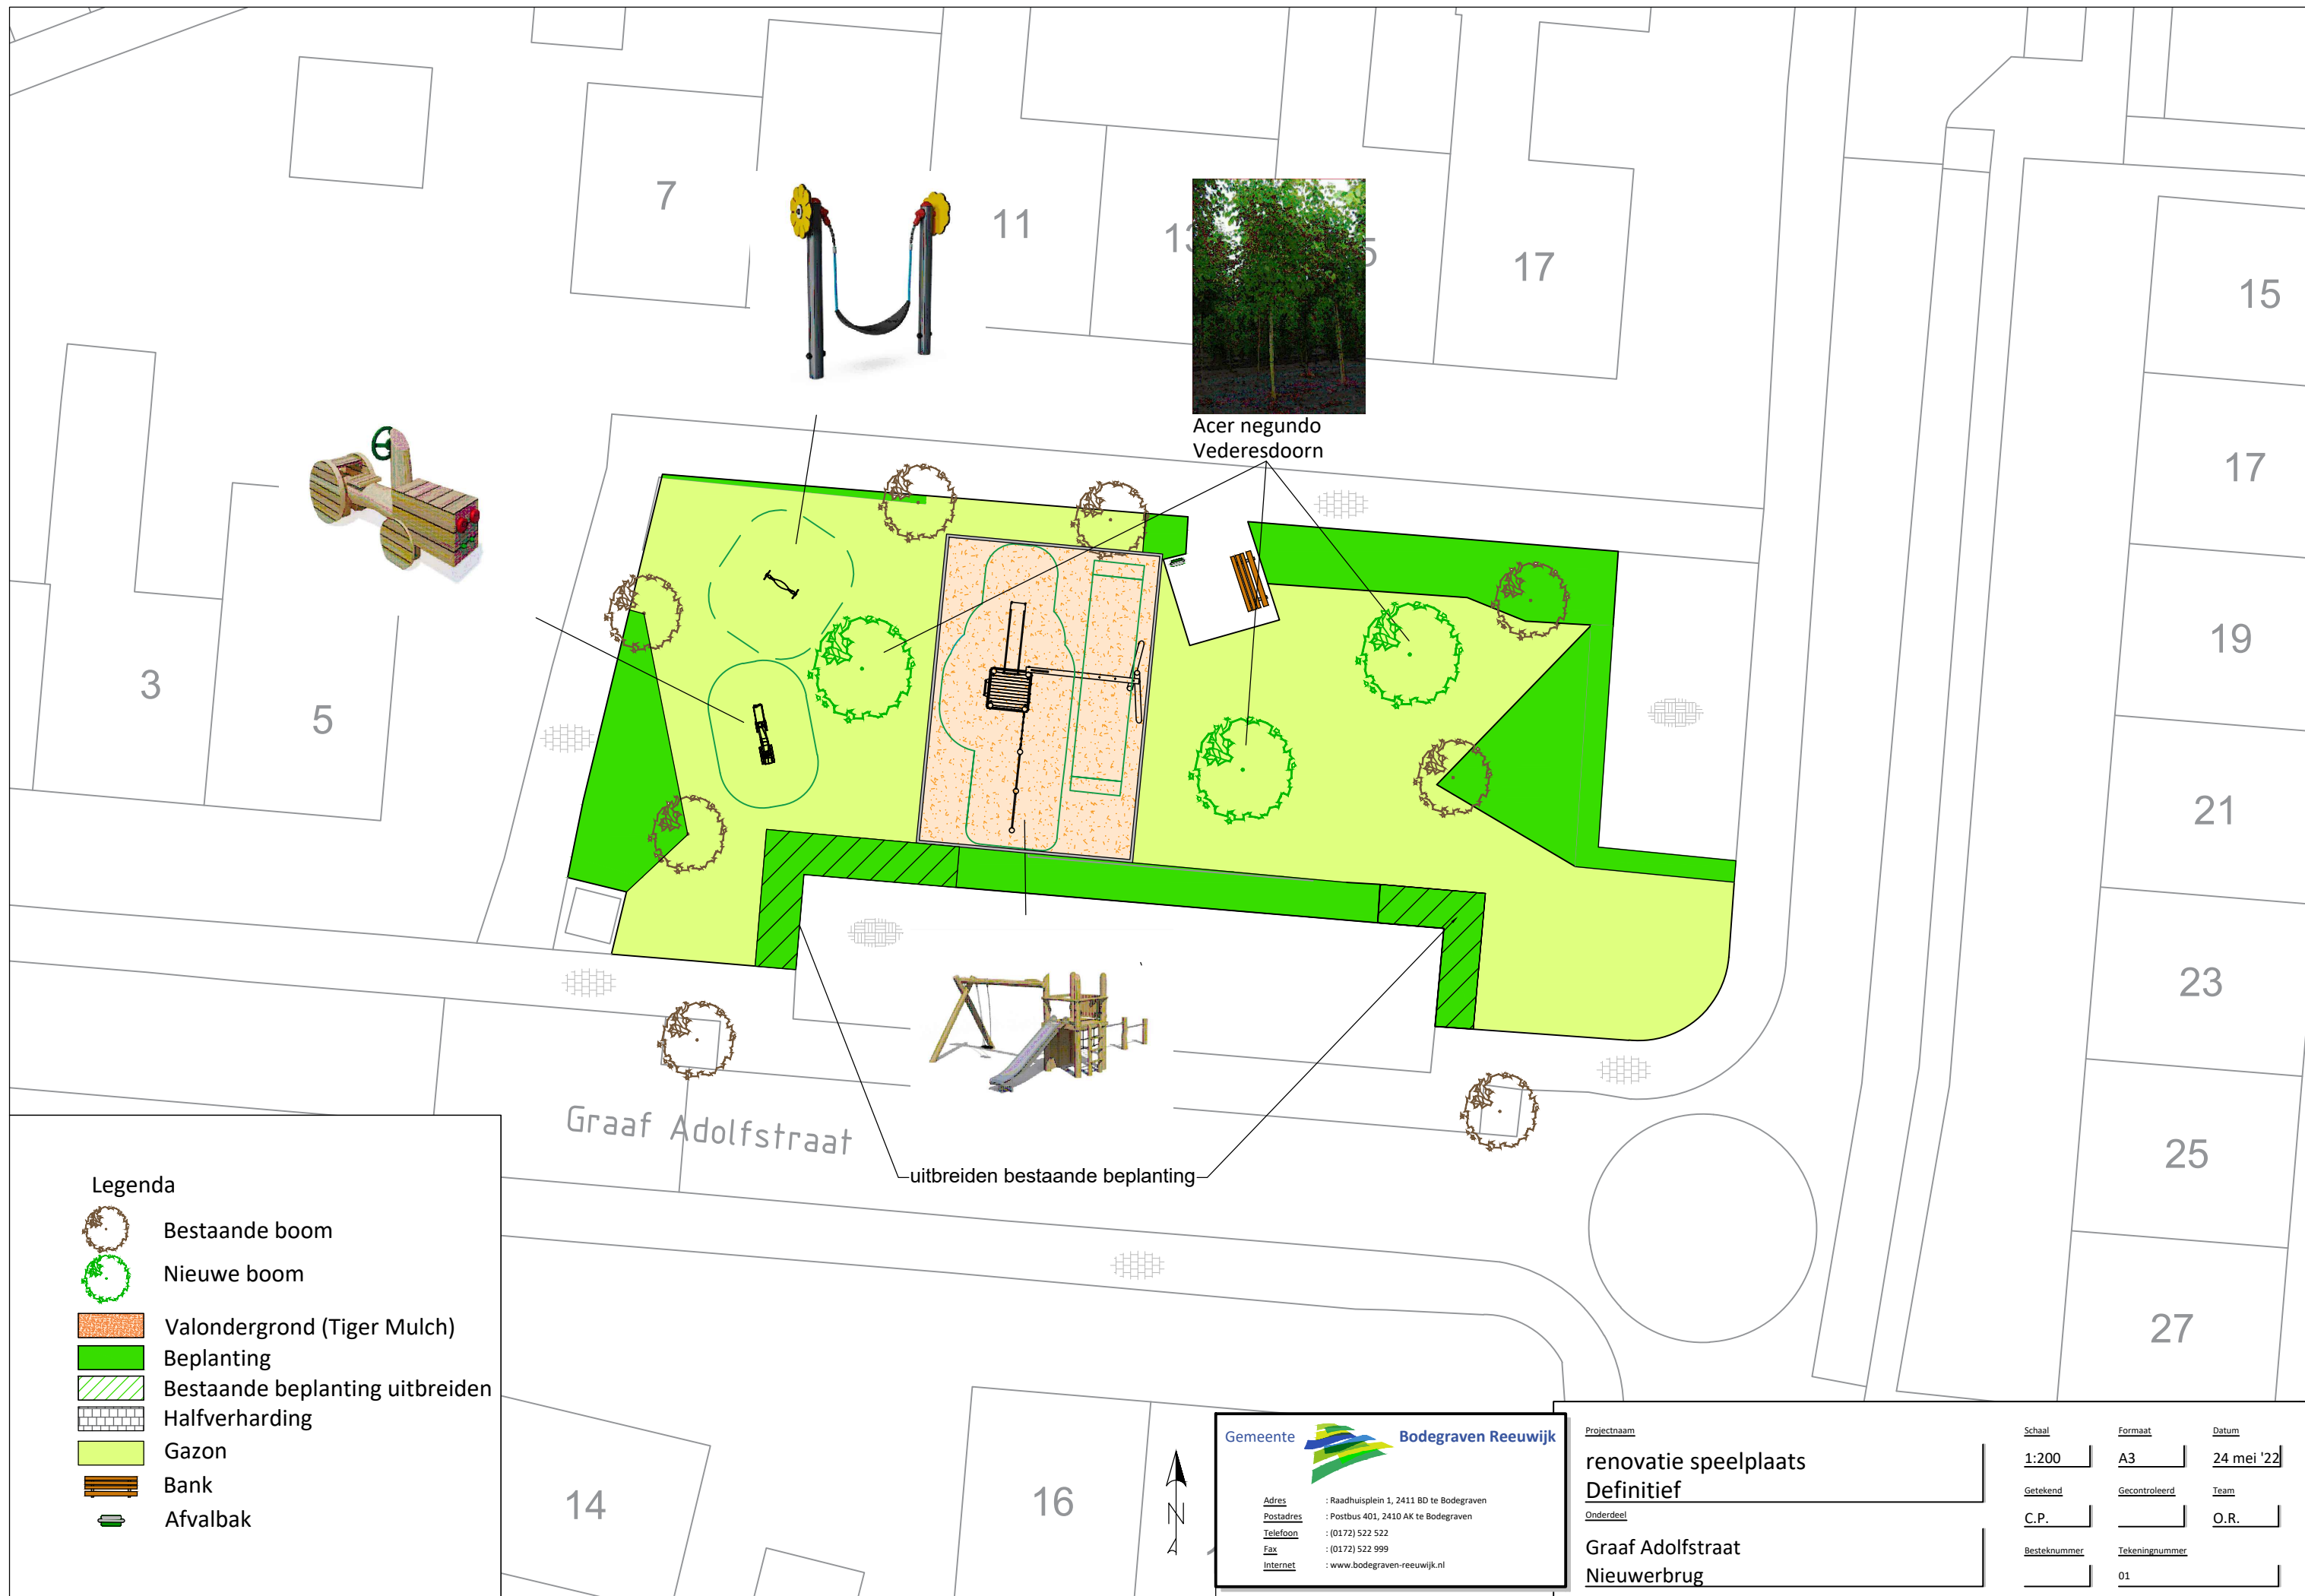 7
11
17
15
17
3
5
19
21
23
25
27
14
16
Acer negundo
Vederesdoorn
Graaf Adolfstraat
uitbreiden bestaande beplanting
Legenda
Bestaande boom
Nieuwe boom
Valondergrond (Tiger Mulch)
Beplanting
Bestaande beplanting uitbreiden
Halfverharding
Gazon
Bank
Afvalbak
N
Gemeente Bodegraven Reeuwijk
Adres : Raadhuisplein 1, 2411 BD te Bodegraven
Postadres : Postbus 401, 2410 AK te Bodegraven
Telefoon : (0172) 522 522
Fax : (0172) 522 999
Internet : www.bodegraven-reeuwijk.nl
Projectnaam
renovatie speelplaats
Definitief
Onderdeel
Graaf Adolfstraat
Nieuwerbrug
Schaal Formaat Datum
1:200 A3 24 mei '22
Getekend Gecontroleerd Team
C.P. O.R.
Besteknummer Tekeningnummer
01